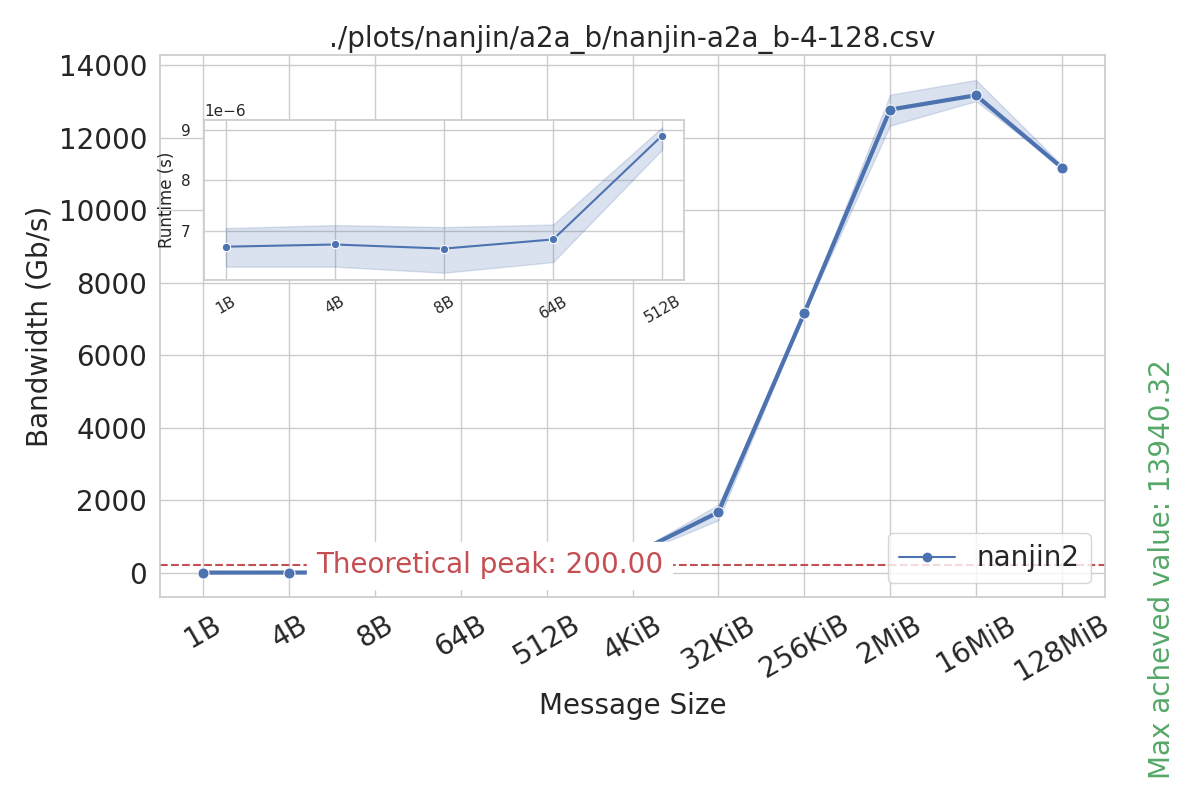 ./plots/nanjin/a2a_b/nanjin-a2a_b-4-128.csv
14000
12000
10000
8000
6000
4000
2000
0
Bandwidth (Gb/s)
1e−6
9
8
7
Runtime (s)
1B 4B 8B 64B 512B
Theoretical peak: 200.00
nanjin2
1B 4B 8B 64B 512B 4KiB 32KiB 256KiB 2MiB 16MiB 128MiB
Message Size
Max acheved value: 13940.32